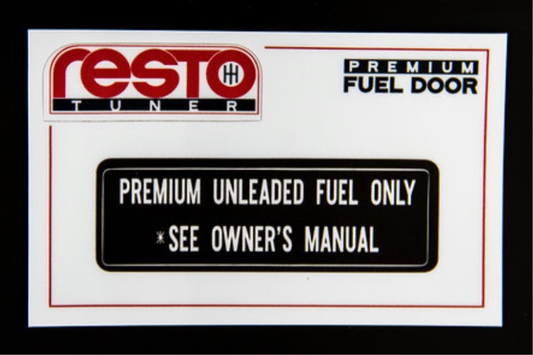 resto
TUNER
PREMIUM
FUEL DOOR
PREMIUM UNLEADED FUEL ONLY
*SEE OWNER'S MANUAL